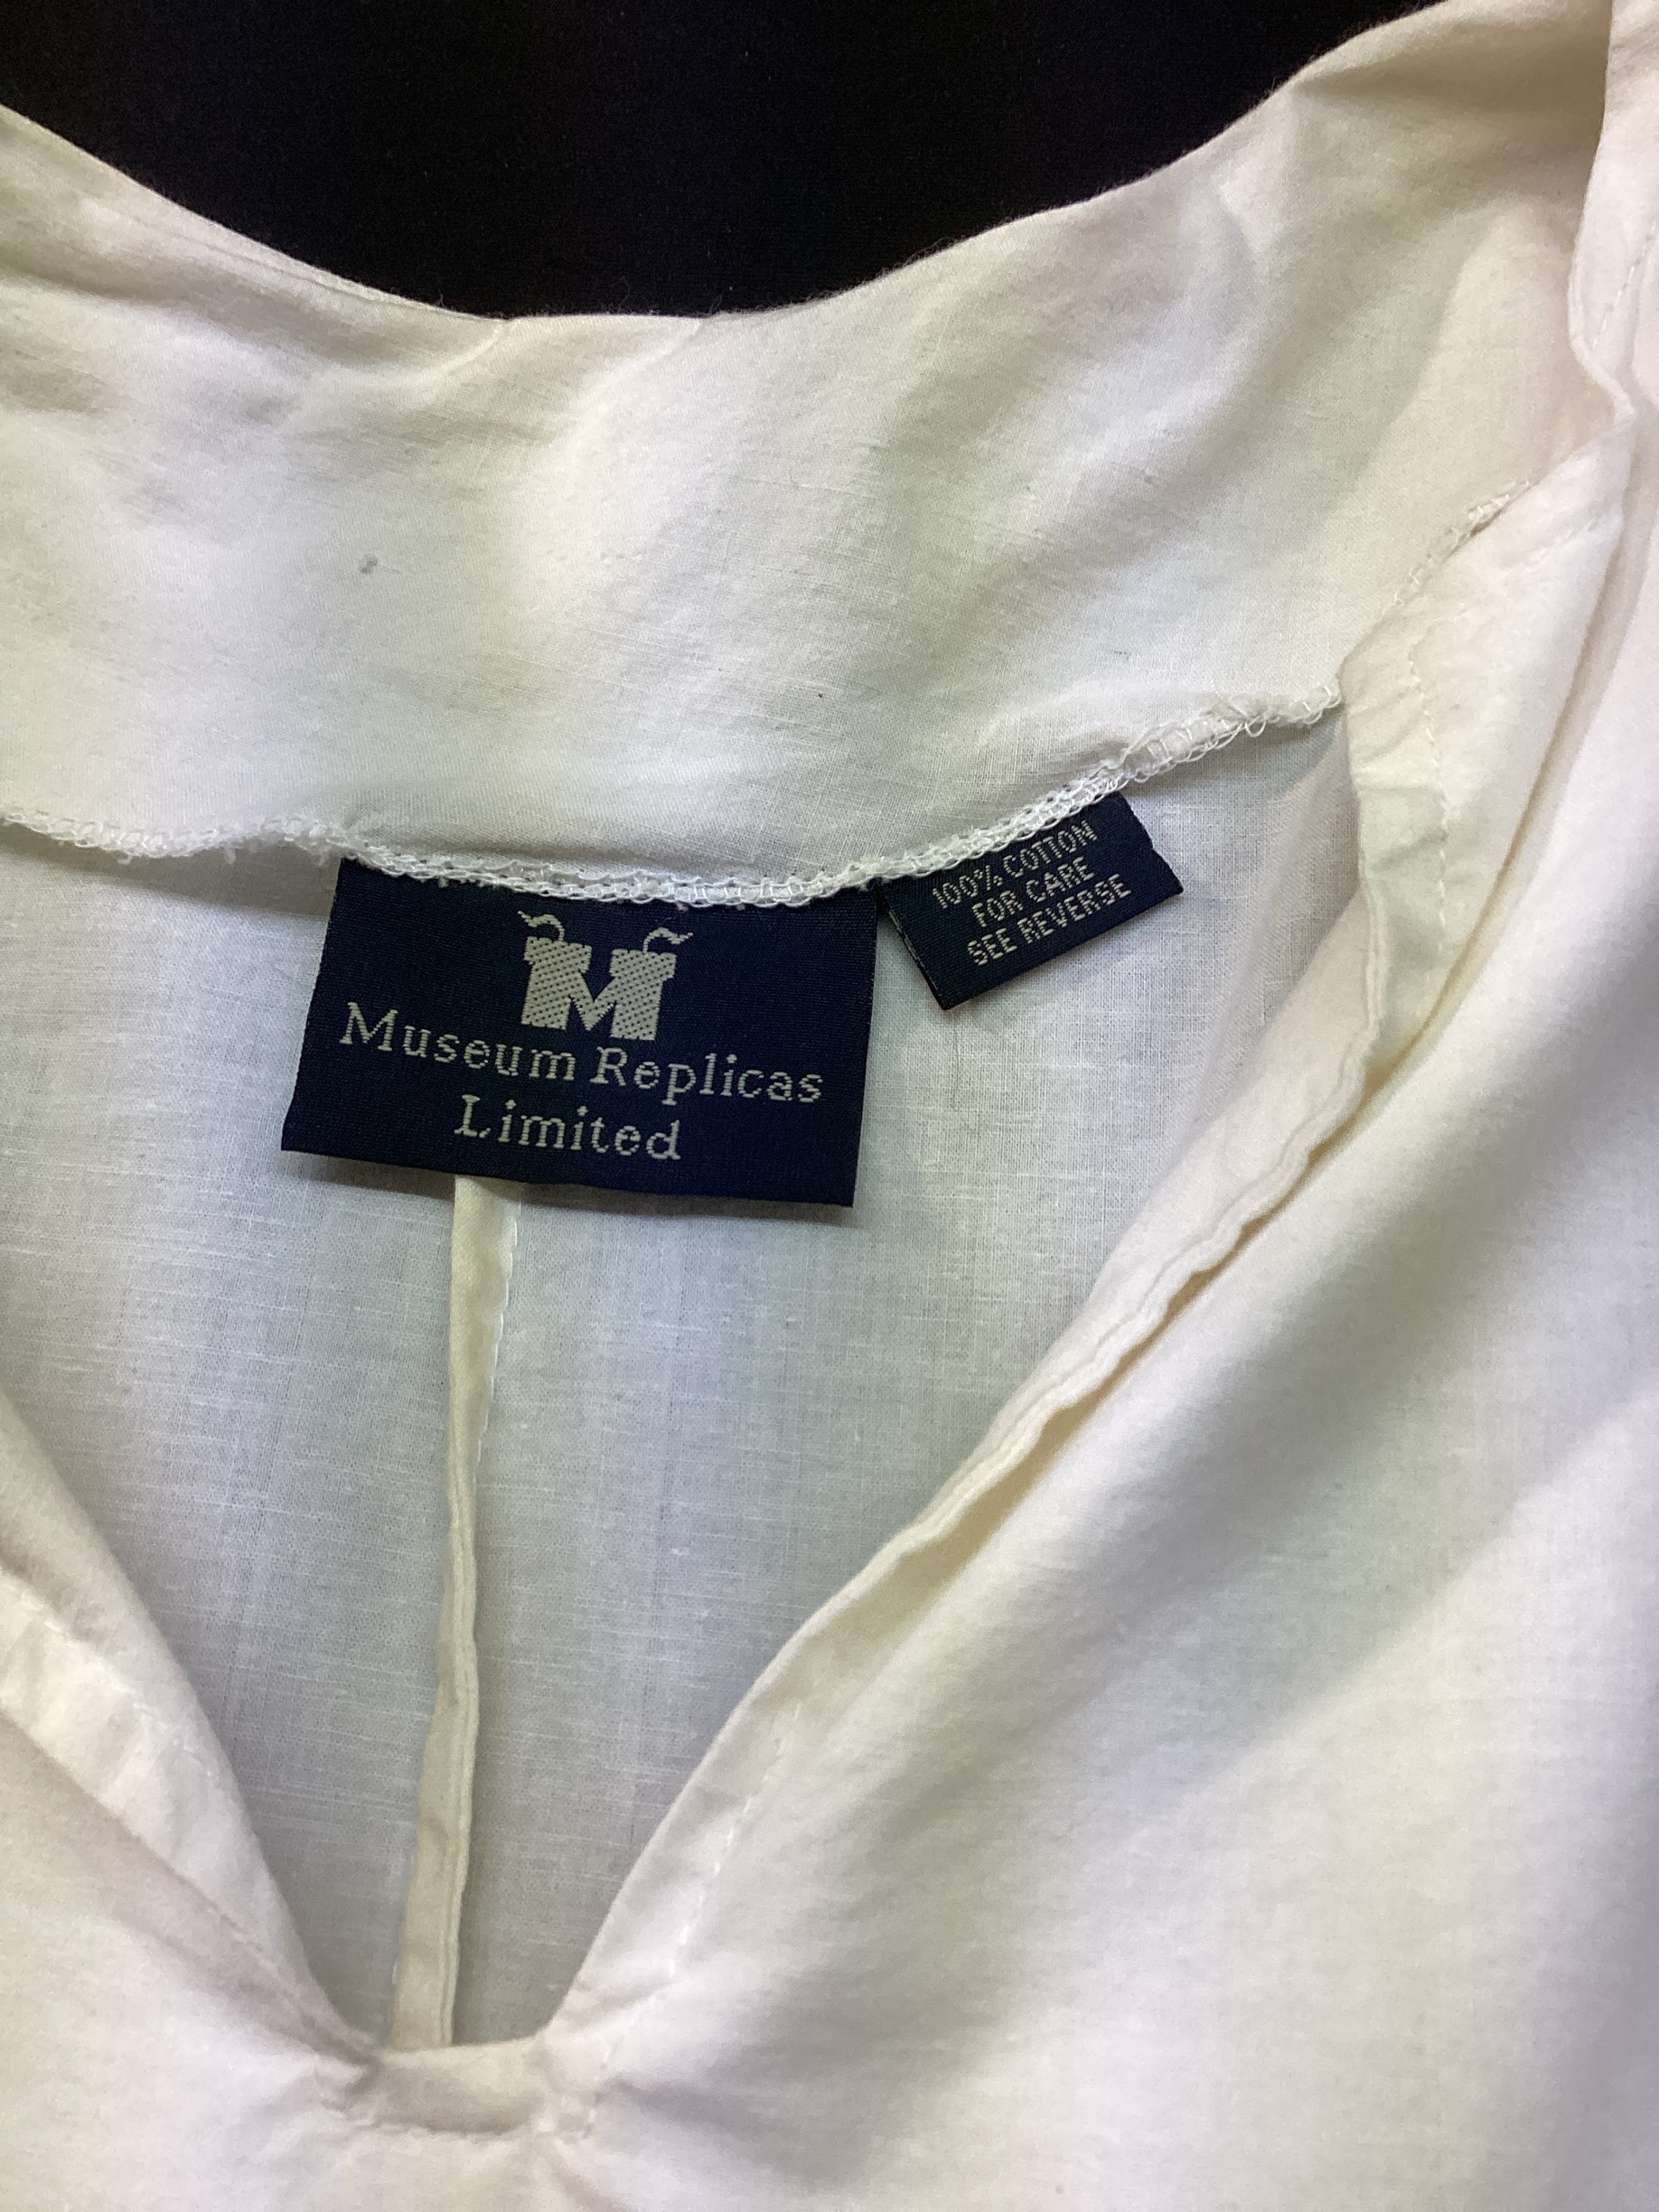 M
Museum Replicas
Limited
100% COTTON
FOR CARE
SEE REVERSE